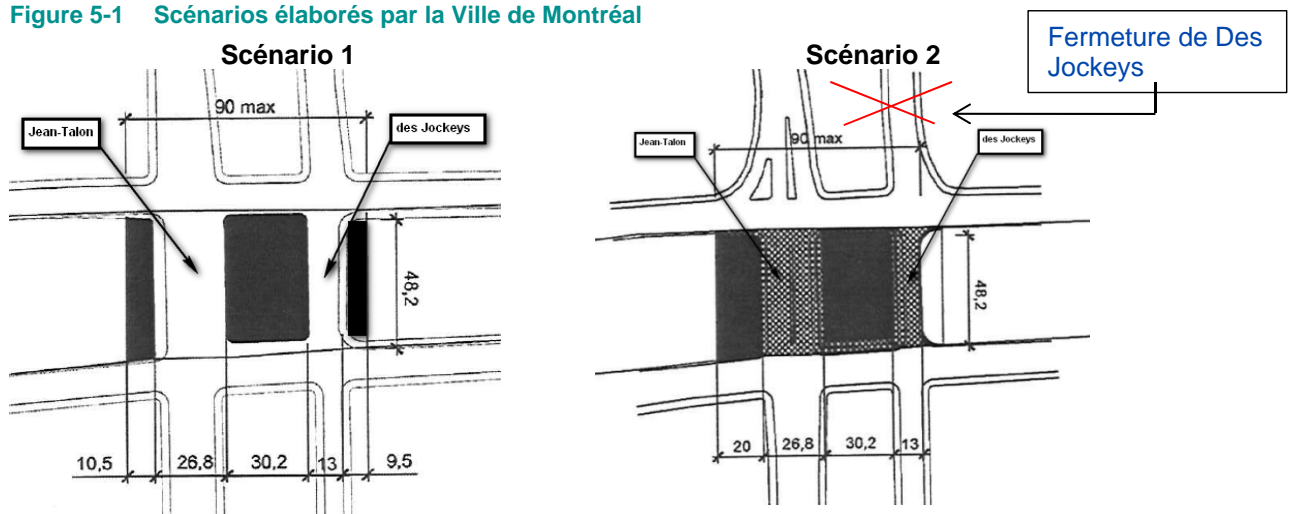 Figure 5-1 Scénarios élaborés par la Ville de Montréal
Fermeture de Des
Jockeys
Scénario 1
90 max
Jean-Talon
des Jockeys
48,2
10,5
26,8
30,2
13
9,5
Scénario 2
90 max
Jean-Talon
des Jockeys
48,2
20
26,8
30,2
13